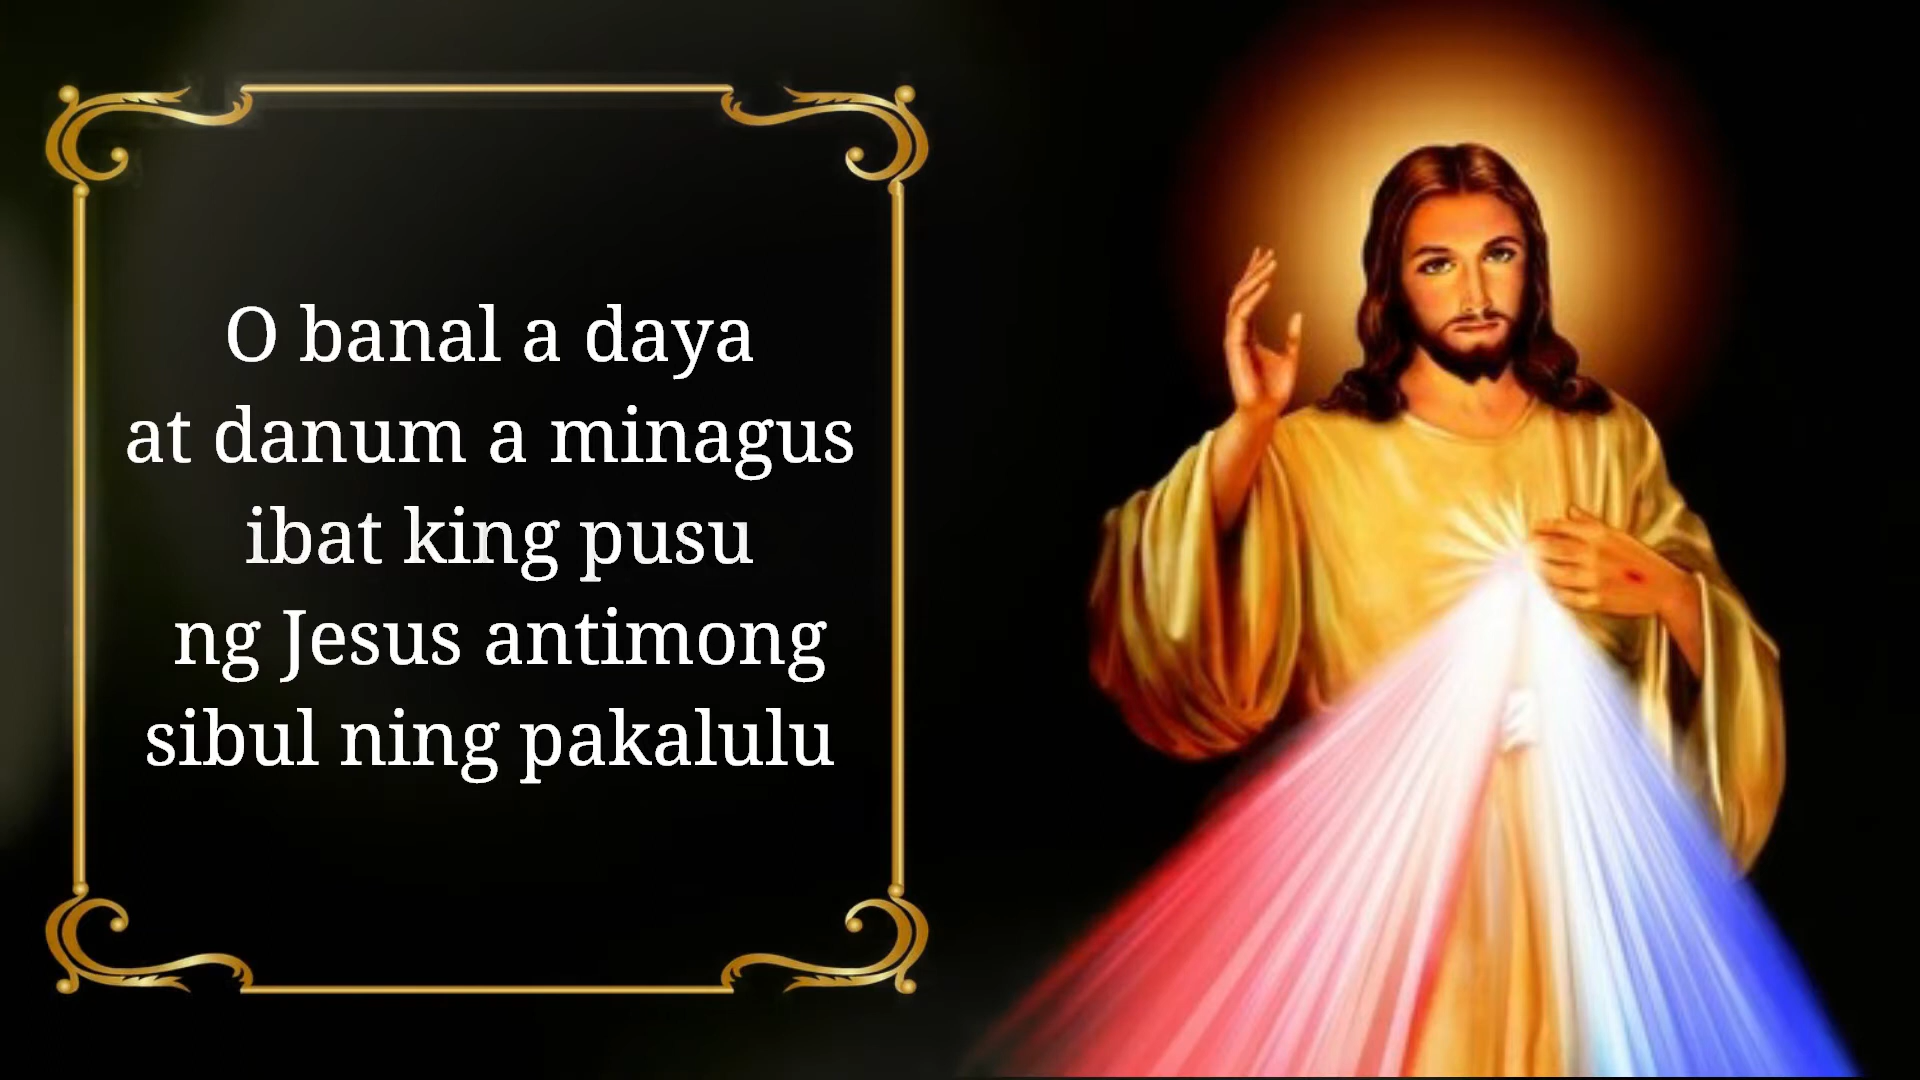 O banal a daya
at danum a minagus
ibat king pusu
ng Jesus antimong
sibul ning pakalulu